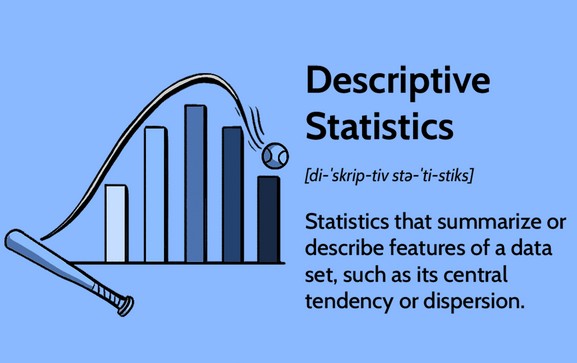 Descriptive
Statistics
[di-ˈskrip-tiv stə-ˈti-stiks]
Statistics that summarize or
describe features of a data
set, such as its central
tendency or dispersion.